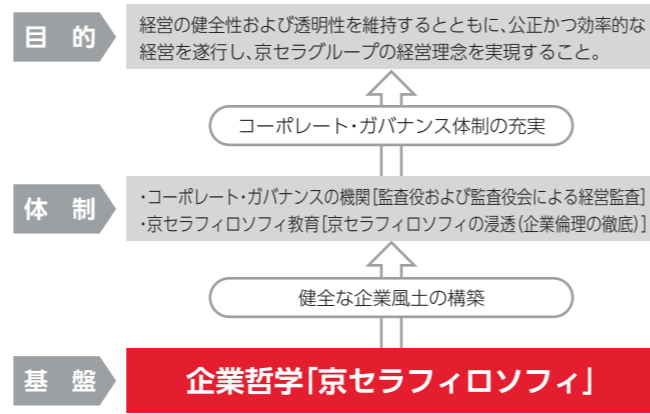 目 的
経営の健全性および透明性を維持するとともに、公正かつ効率的な
経営を遂行し、京セラグループの経営理念を実現すること。
コーポレート・ガバナンス体制の充実
体 制
・コーポレート・ガバナンスの機関[監査役および監査役会による経営監査]
・京セラフィロソフィ教育[京セラフィロソフィの浸透(企業倫理の徹底)]
健全な企業風土の構築
基 盤
企業哲学「京セラフィロソフィ」